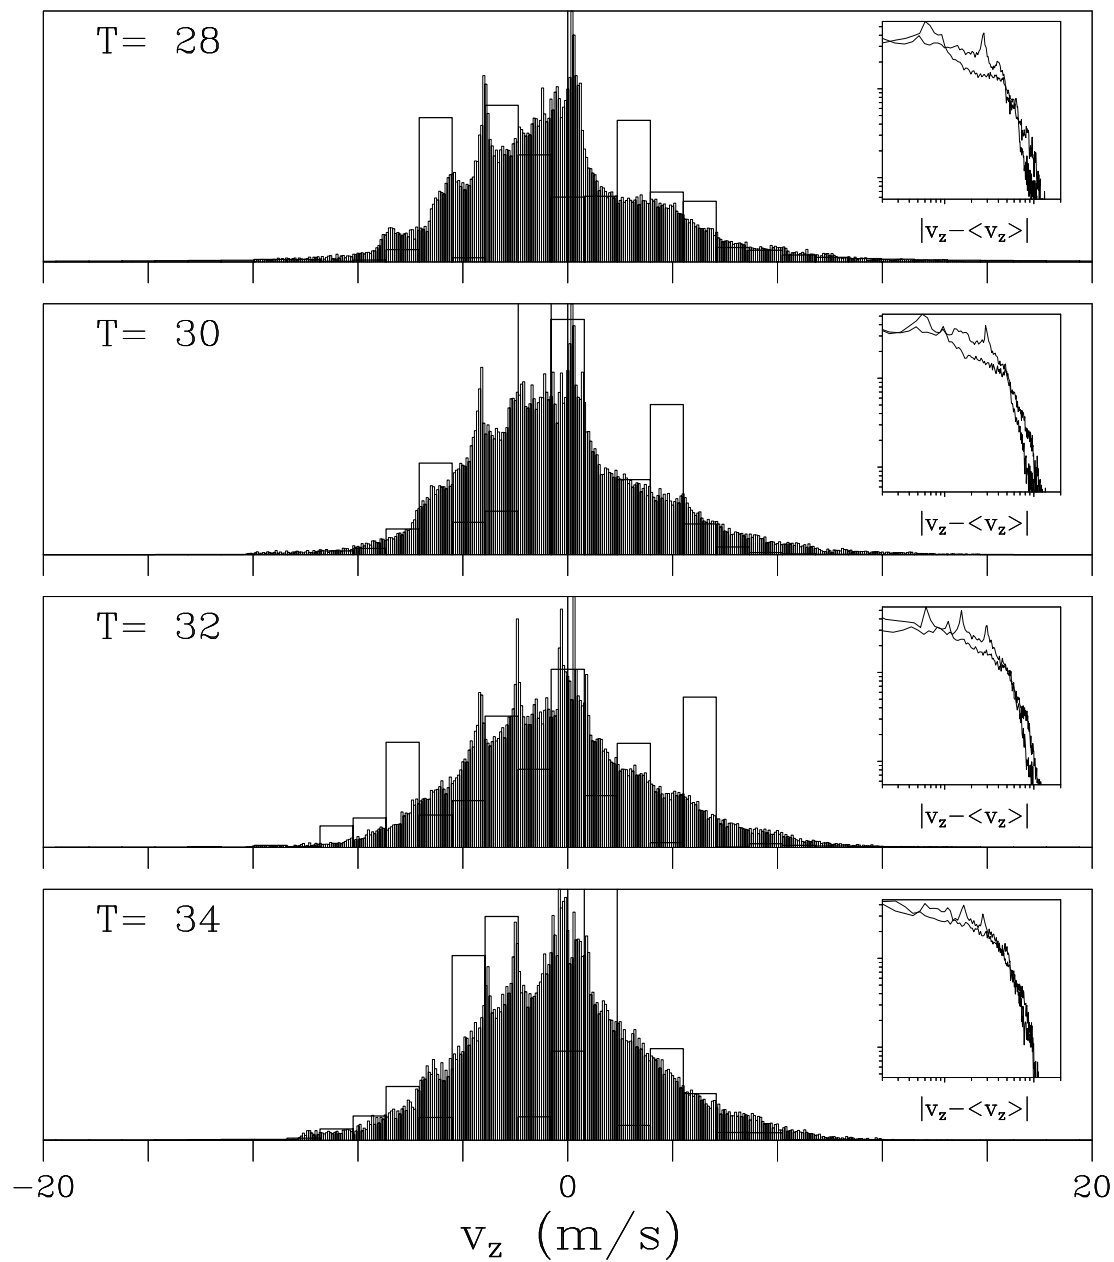 T= 28
|v_z−<v_z>|
T= 30
|v_z−<v_z>|
T= 32
|v_z−<v_z>|
T= 34
|v_z−<v_z>|
−20 0 20
v_z (m/s)